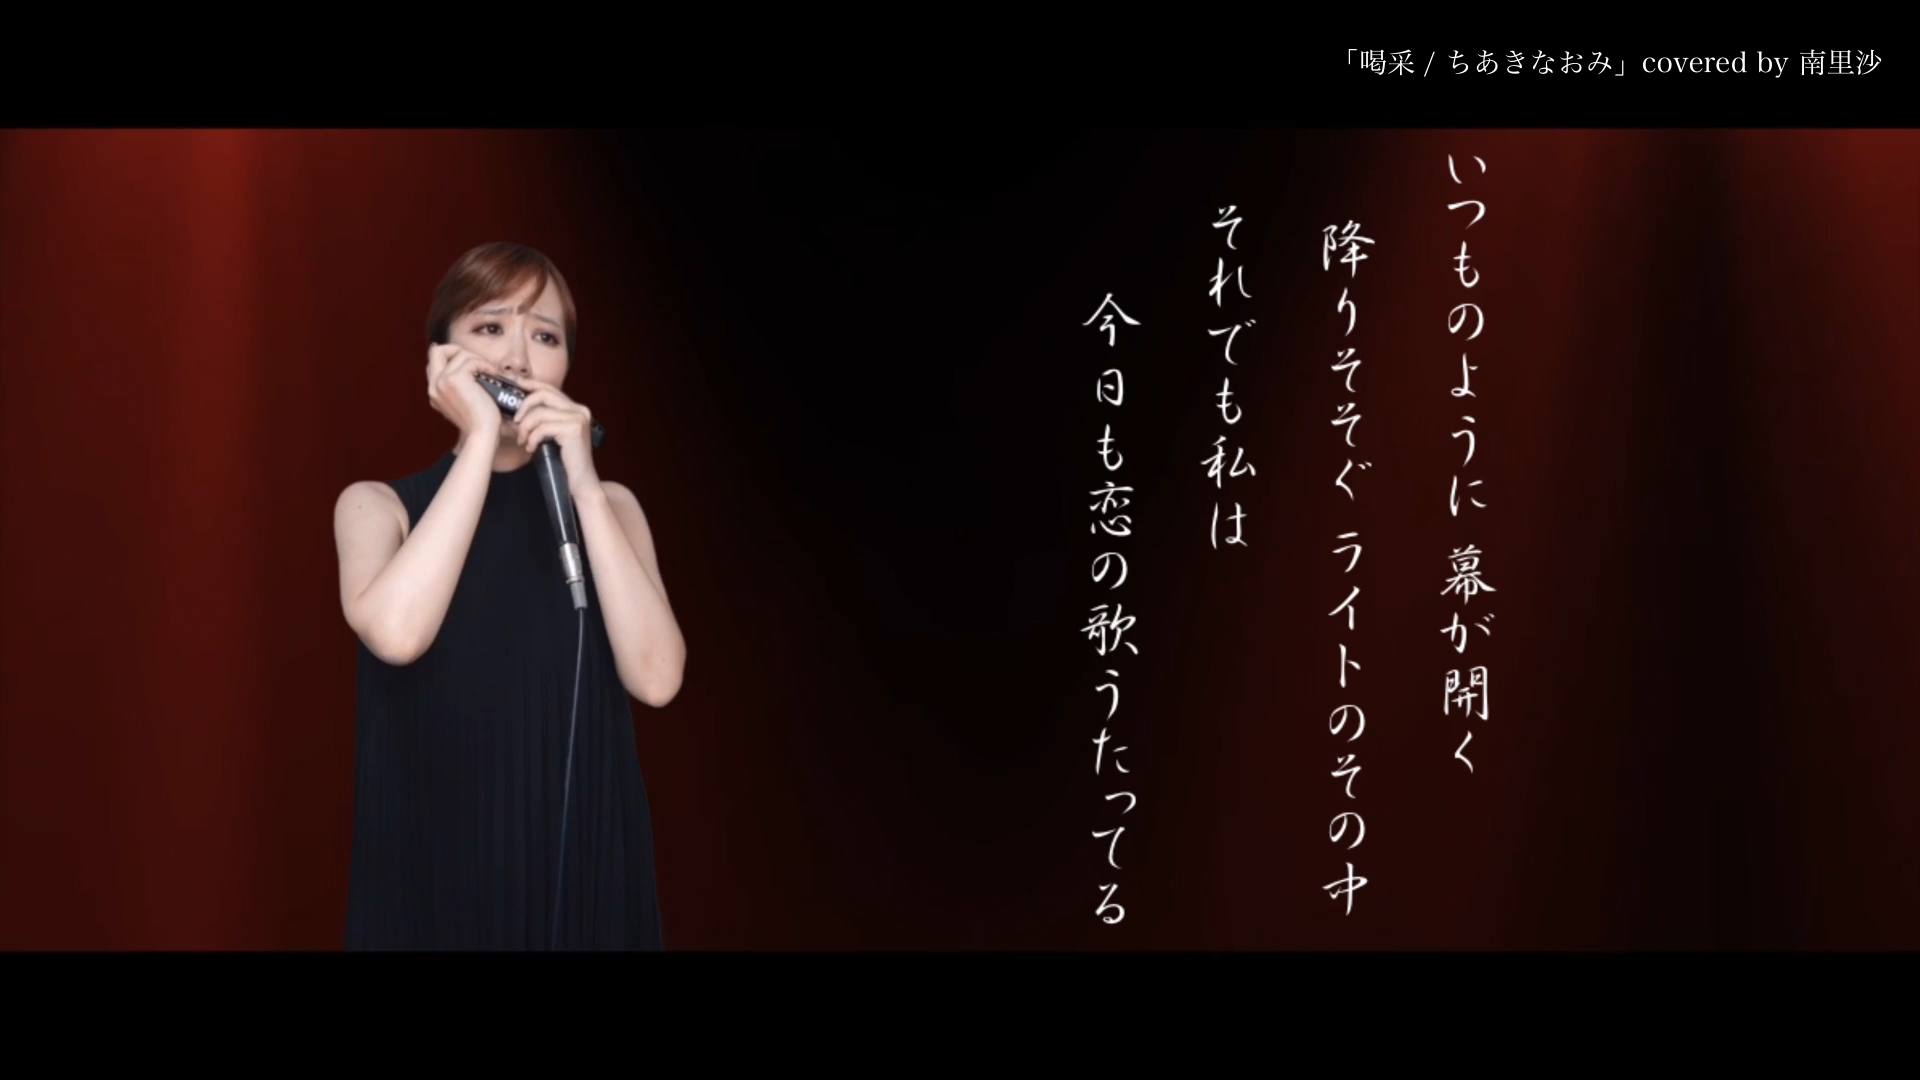 「喝采 / ちあきなおみ」covered by 南里沙
いつものように 幕が開く
降りそそぐ ライトのその中
それでも私は
今日も恋の歌うたってる
HO